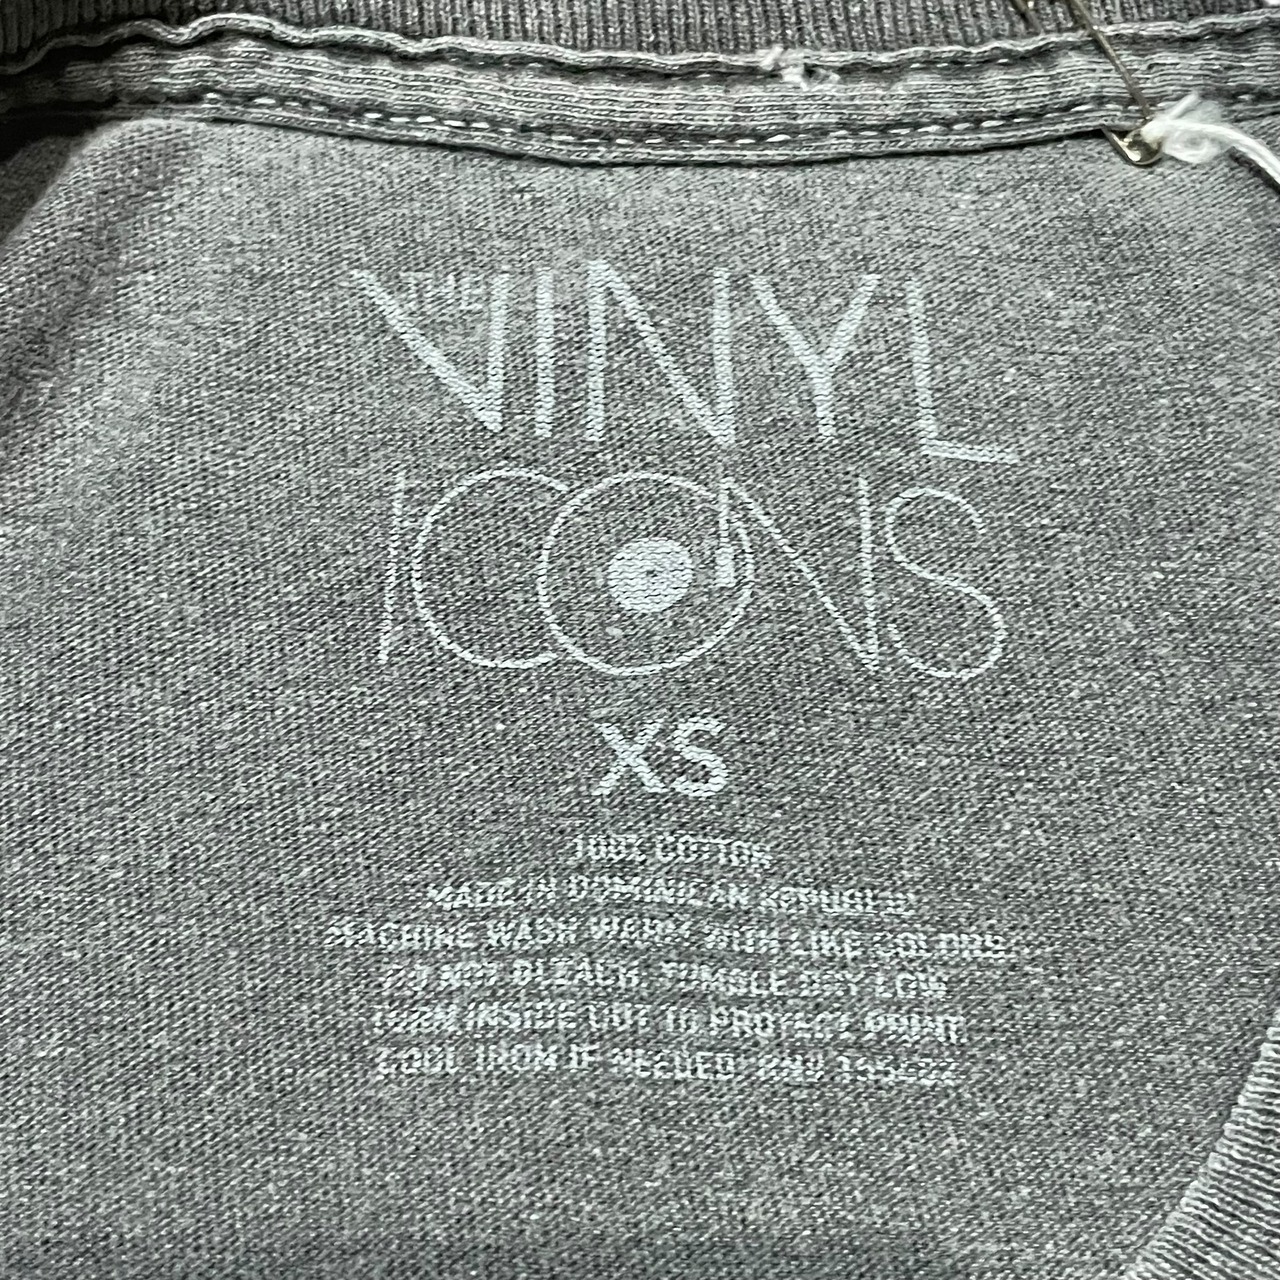 THE
VINYL
ICONS
XS
100% COTTON
MADE IN DOMINICAN REPUBLIC
MACHINE WASH WARM WITH LIKE COLORS
DO NOT BLEACH. TUMBLE DRY LOW
TURN INSIDE OUT TO PROTECT PRINT
COOL IRON IF NEEDED/ RN#